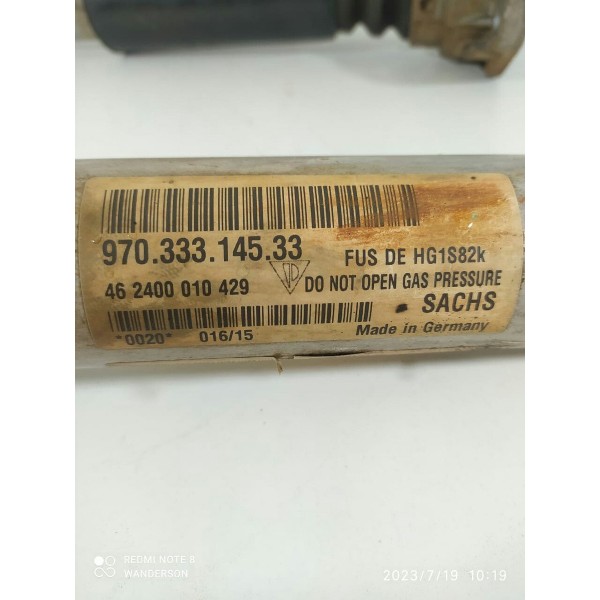 970.333.145.33
FUS DE HG1S82k
46 2400 010 429
DO NOT OPEN GAS PRESSURE
SACHS
*0020* 016/15
Made in Germany
REDMI NOTE 8
WANDERSON
2023/7/19 10:19